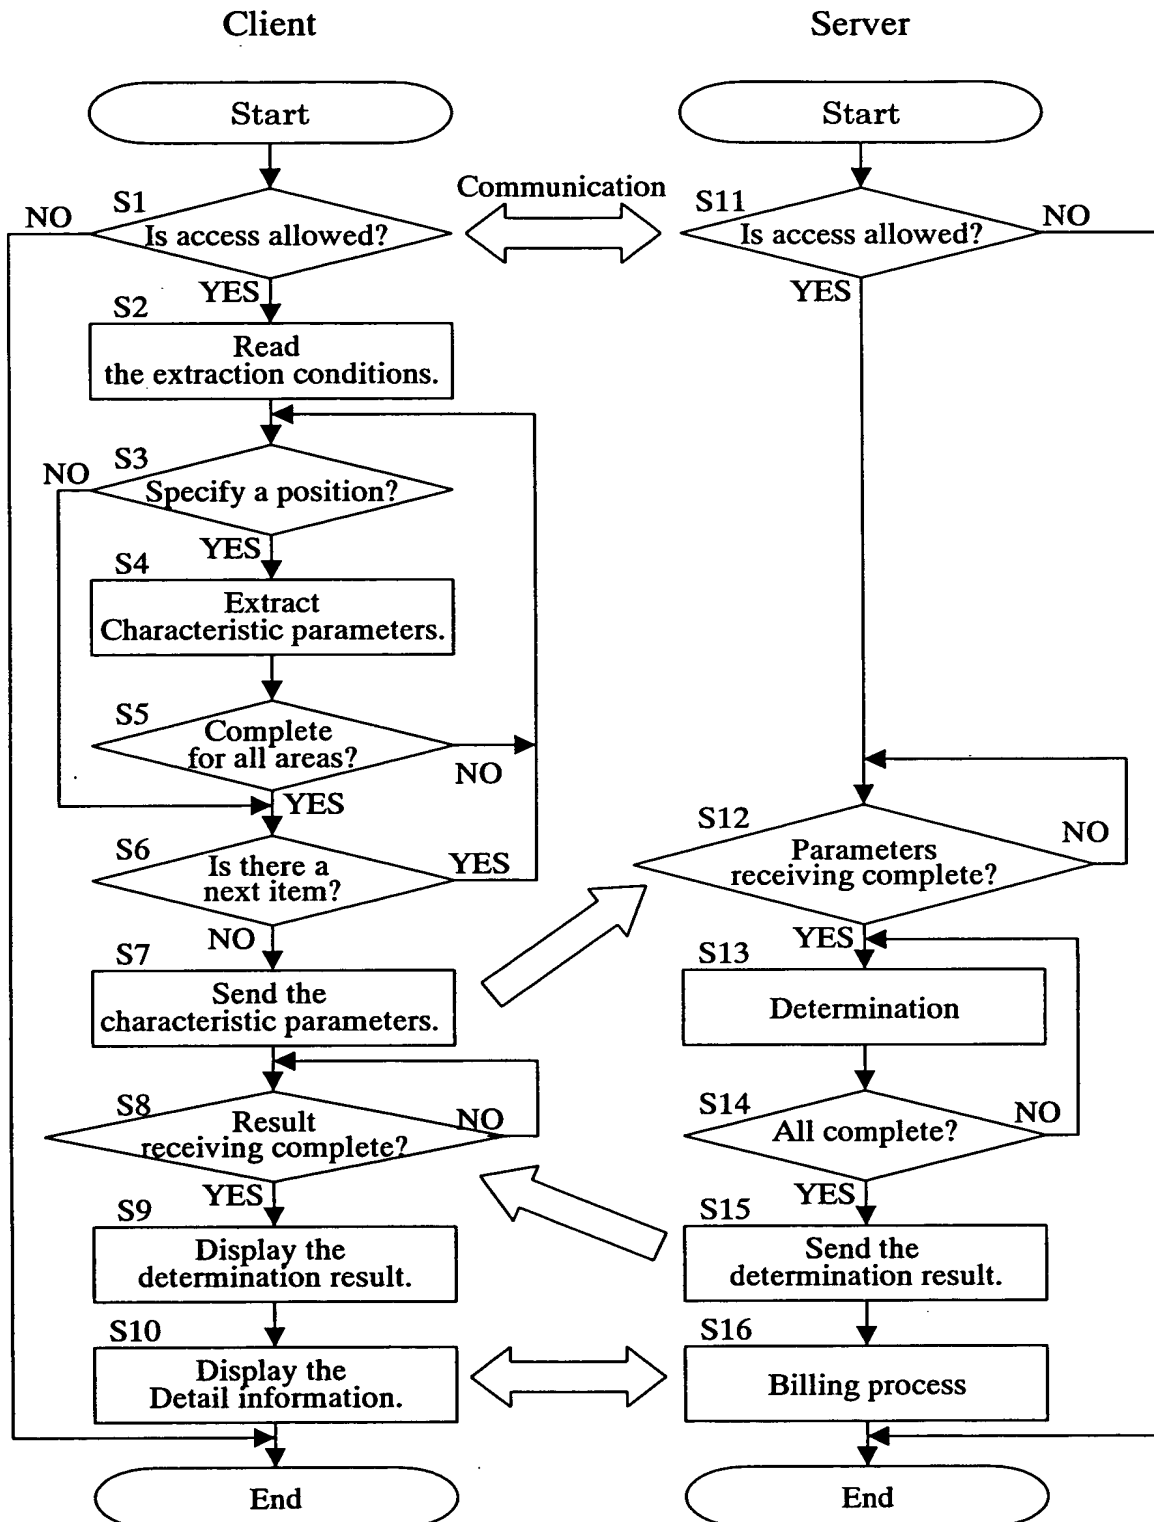 Client
Server
Start
Start
Communication
S1
NO
Is access allowed?
S11
NO
Is access allowed?
YES
YES
S2
Read
the extraction conditions.
S3
NO
Specify a position?
YES
S4
Extract
Characteristic parameters.
S5
Complete
for all areas?
NO
YES
S6
Is there a
next item?
YES
NO
S12
NO
Parameters
receiving complete?
YES
S7
Send the
characteristic parameters.
S13
Determination
S8
Result
receiving complete?
NO
YES
S14
All complete?
NO
YES
S9
Display the
determination result.
S15
Send the
determination result.
S10
Display the
Detail information.
S16
Billing process
End
End